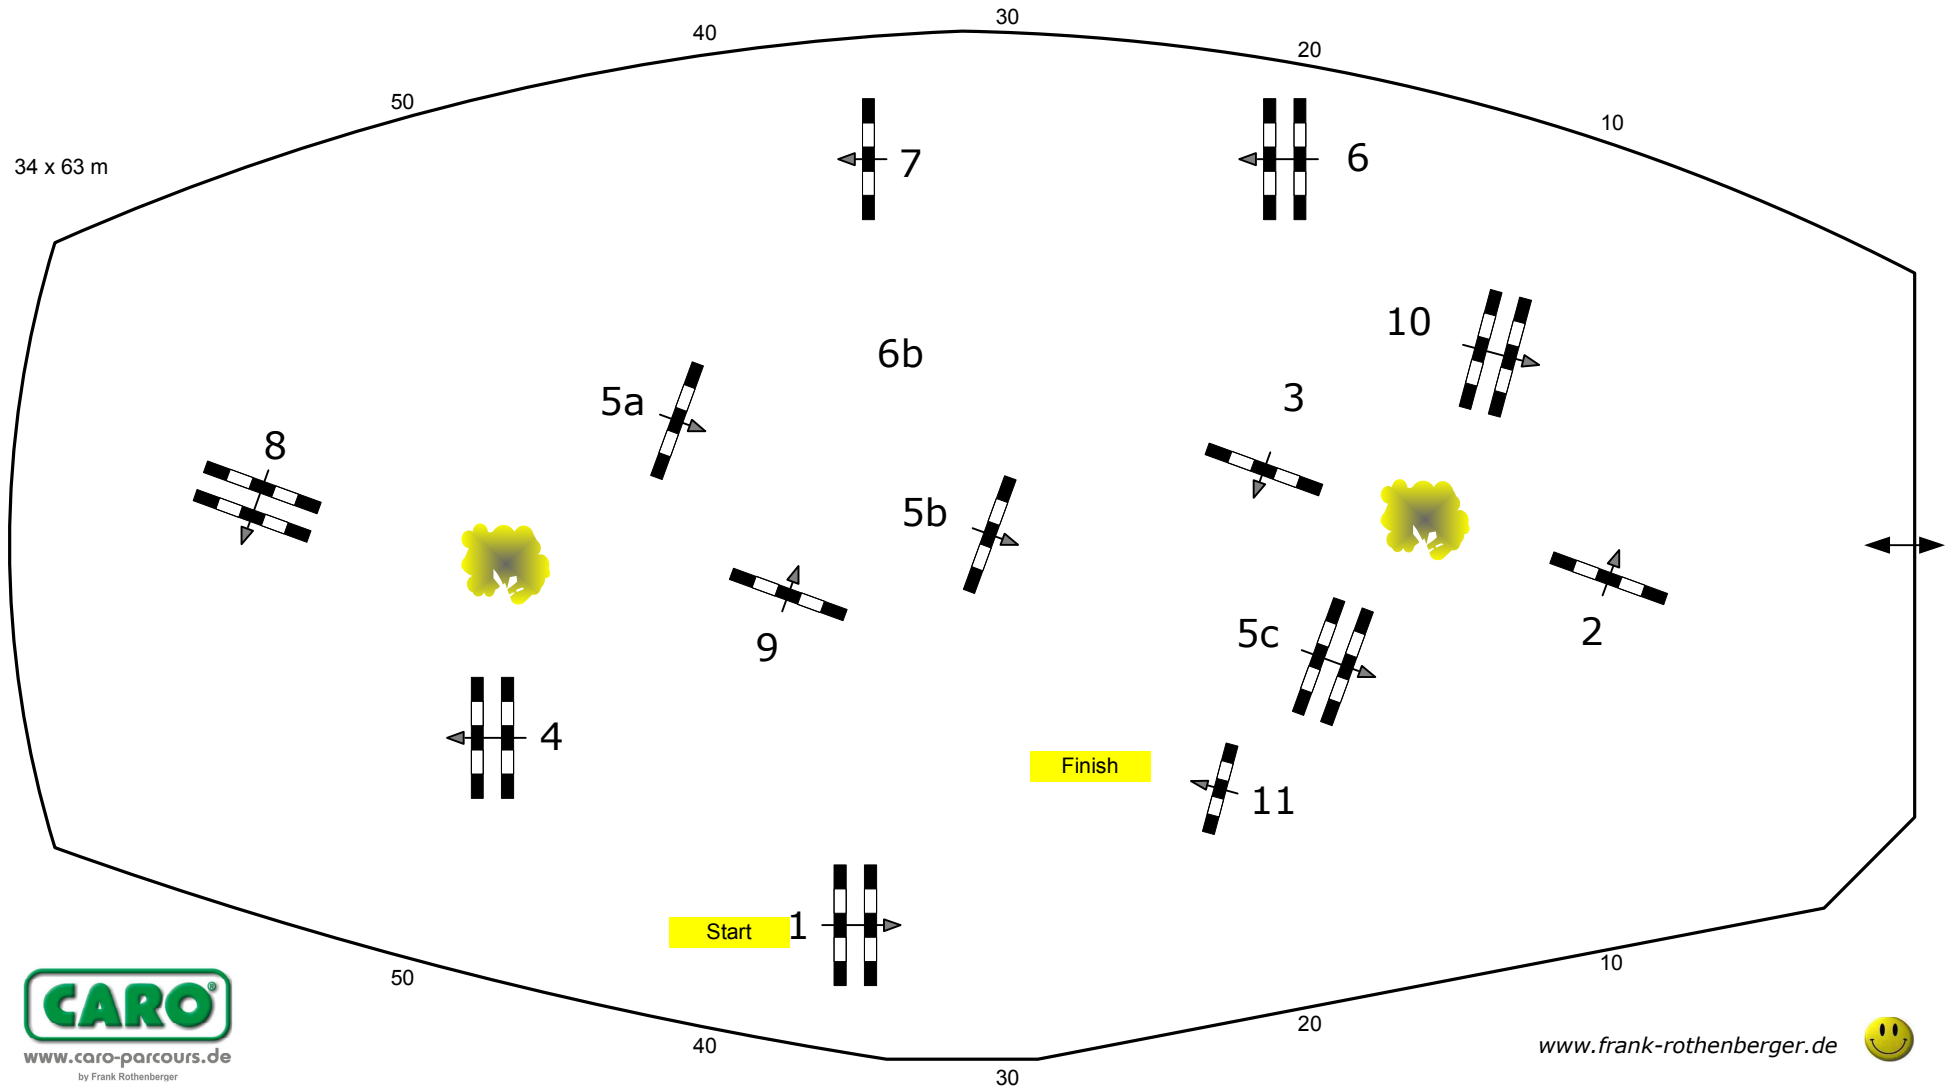 30
40
20
50
10
34 x 63 m
7
6
10
6b
3
5a
8
5b
2
5c
9
4
Finish
11
Start
1
50
10
20
40
30
CARO®
www.caro-parcours.de
by Frank Rothenberger
www.frank-rothenberger.de